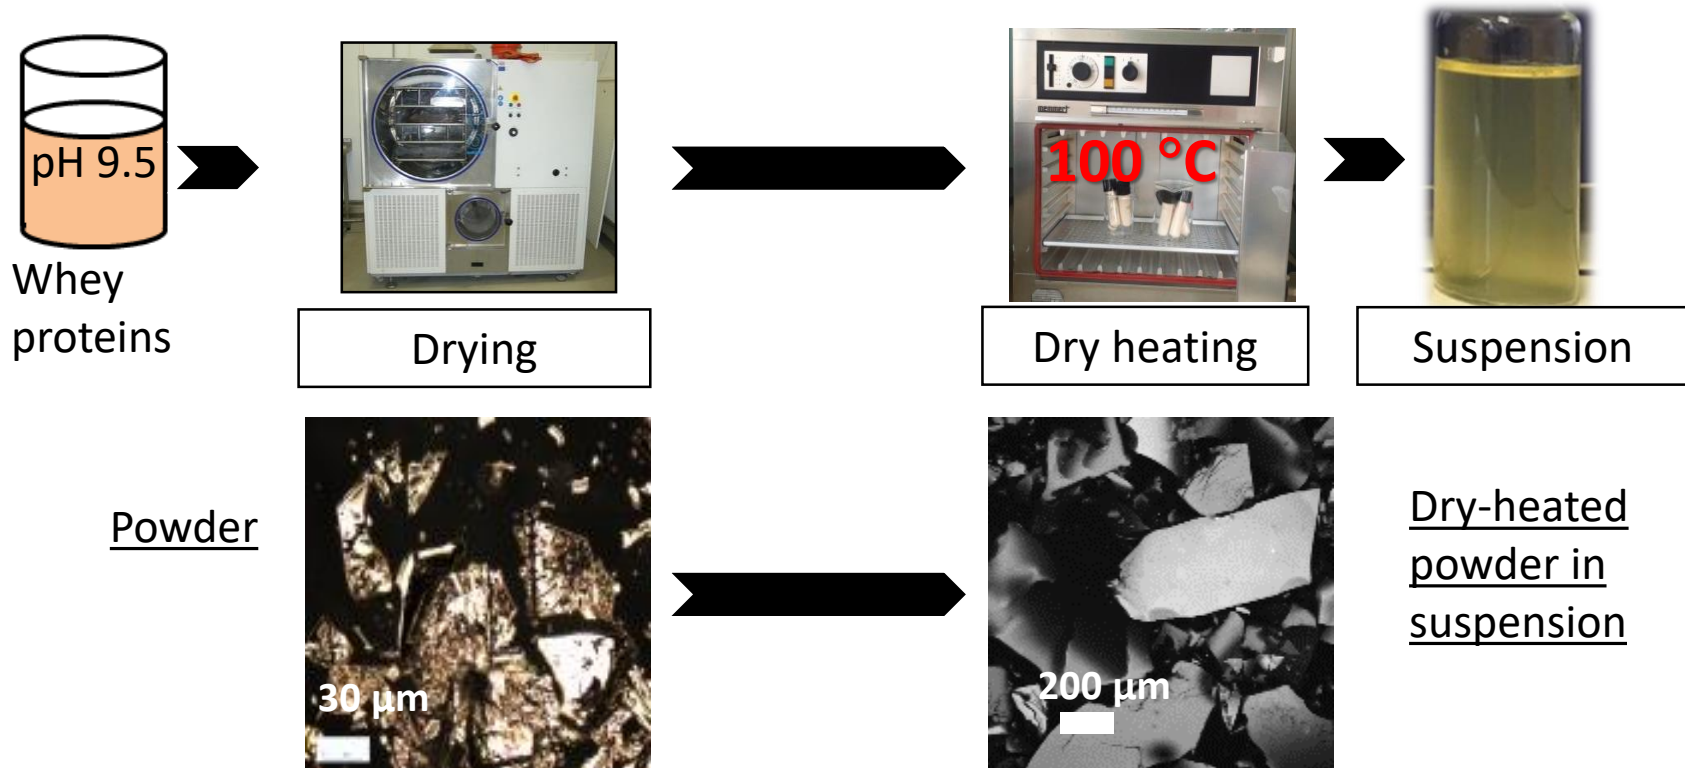 pH 9.5
Whey
proteins
Drying
memmert
100 °C
Dry heating
Suspension
Powder
30 µm
200 µm
Dry-heated
powder in
suspension